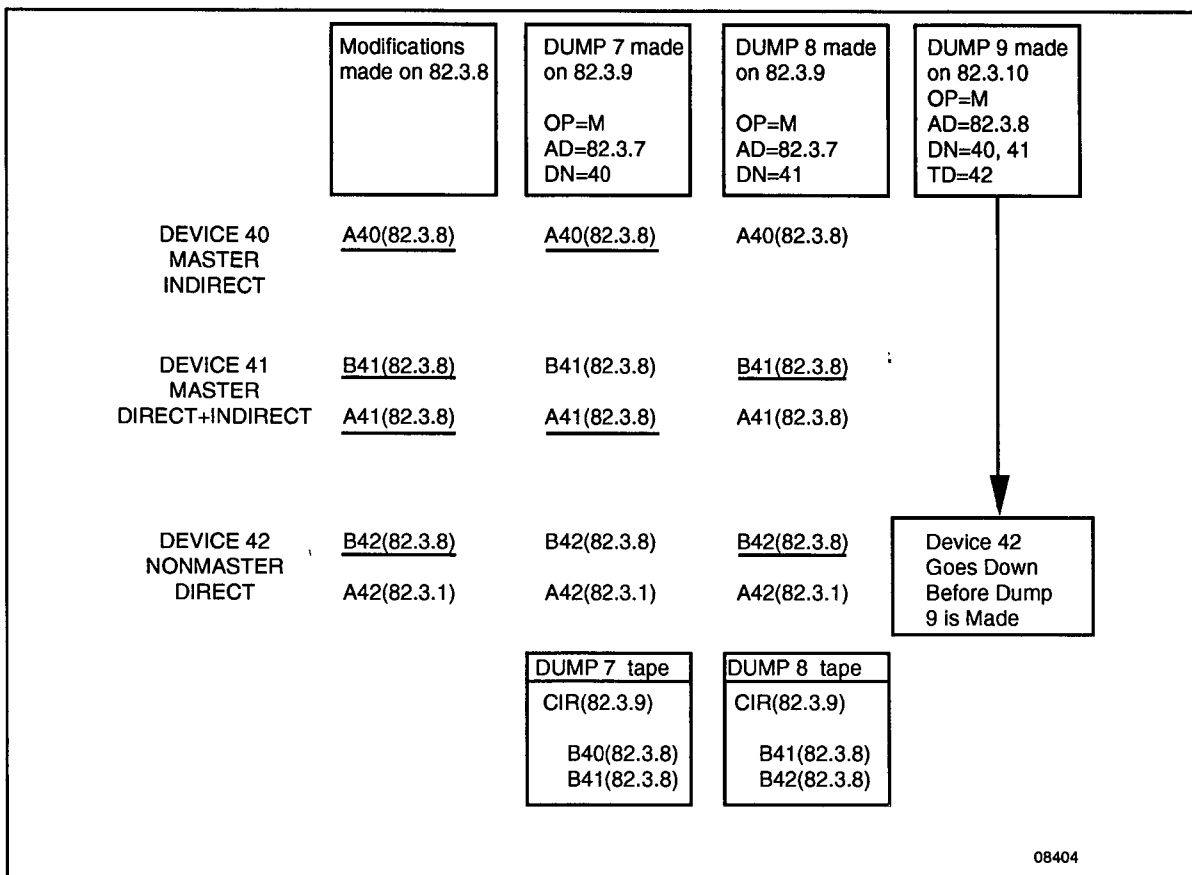 Modifications
made on 82.3.8
DUMP 7 made
on 82.3.9
OP=M
AD=82.3.7
DN=40
DUMP 8 made
on 82.3.9
OP=M
AD=82.3.7
DN=41
DUMP 9 made
on 82.3.10
OP=M
AD=82.3.8
DN=40, 41
TD=42
DEVICE 40
MASTER
INDIRECT
A40(82.3.8)
A40(82.3.8)
A40(82.3.8)
DEVICE 41
MASTER
DIRECT+INDIRECT
B41(82.3.8)
B41(82.3.8)
B41(82.3.8)
A41(82.3.8)
A41(82.3.8)
A41(82.3.8)
DEVICE 42
NONMASTER
DIRECT
B42(82.3.8)
B42(82.3.8)
B42(82.3.8)
A42(82.3.1)
A42(82.3.1)
A42(82.3.1)
Device 42
Goes Down
Before Dump
9 is Made
DUMP 7 tape
CIR(82.3.9)
B40(82.3.8)
B41(82.3.8)
DUMP 8 tape
CIR(82.3.9)
B41(82.3.8)
B42(82.3.8)
08404